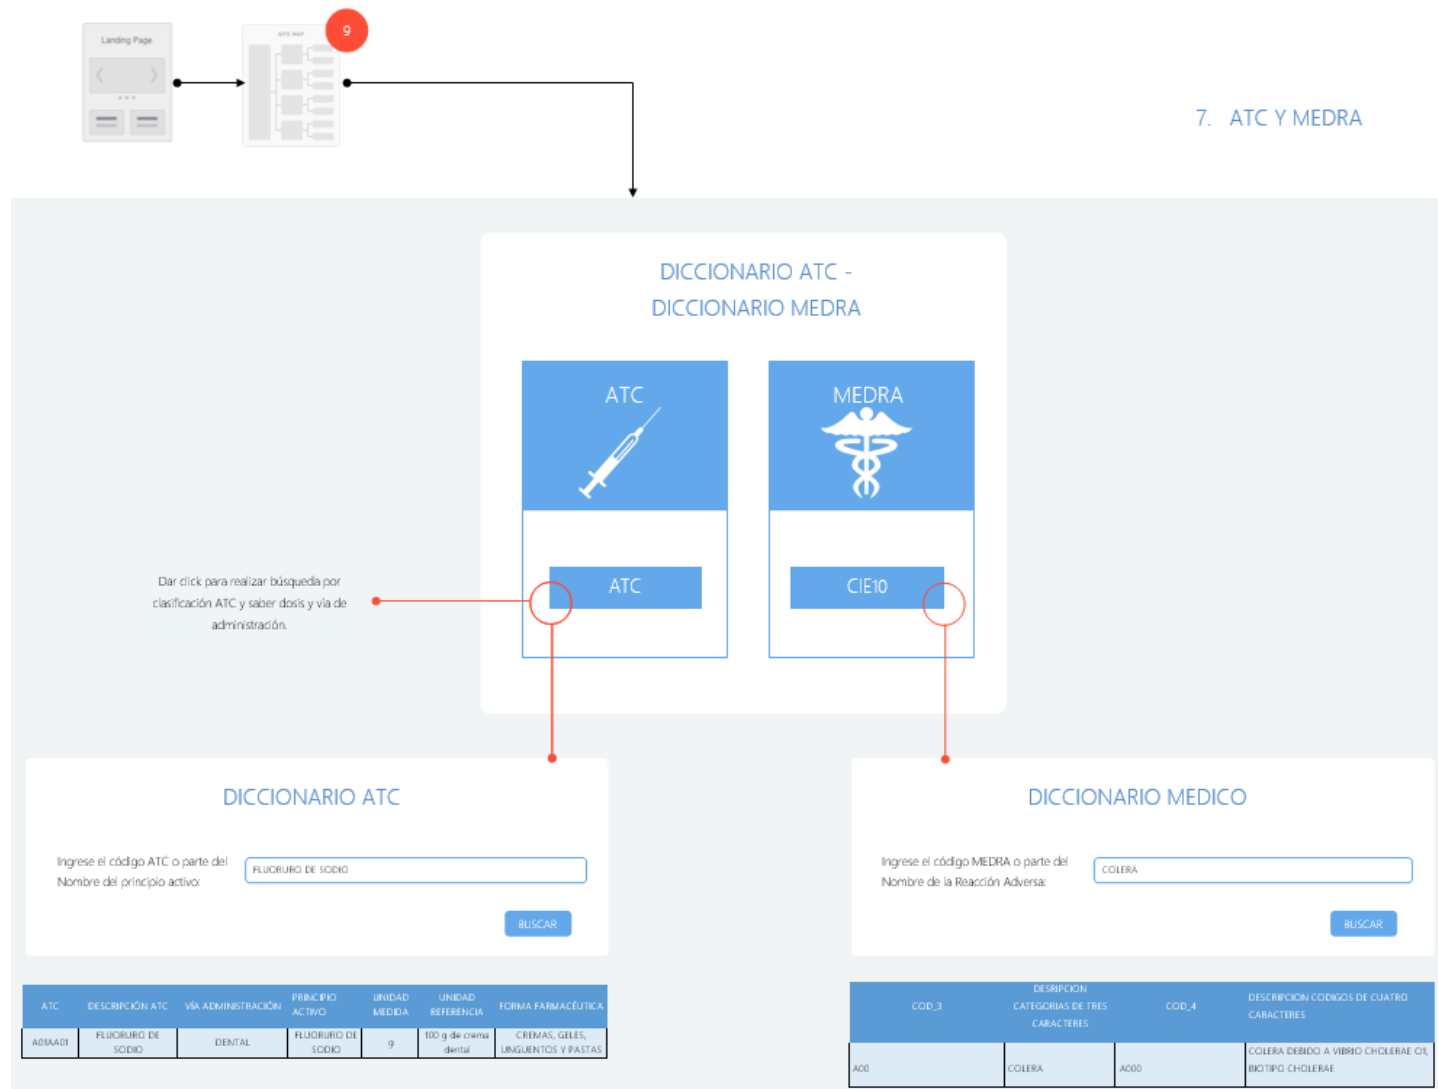 Landing Page
SITE MAP
9
7. ATC Y MEDRA
DICCIONARIO ATC -
DICCIONARIO MEDRA
ATC
MEDRA
ATC
CIE10
Dar click para realizar búsqueda por
clasificación ATC y saber dosis y vía de
administración.
DICCIONARIO ATC
Ingrese el código ATC o parte del
Nombre del principio activo:
FLUORURO DE SODIO
BUSCAR
DICCIONARIO MEDICO
Ingrese el código MEDRA o parte del
Nombre de la Reacción Adversa:
COLERA
BUSCAR
ATC
DESCRIPCIÓN ATC
VÍA ADMINISTRACIÓN
PRINCIPIO
ACTIVO
UNIDAD
MEDIDA
UNIDAD
REFERENCIA
FORMA FARMACÉUTICA
A01AA01
FLUORURO DE
SODIO
DENTAL
FLUORURO DE
SODIO
g
100 g de crema
dental
CREMAS, GELES,
UNGUENTOS Y PASTAS
COD_3
DESRIPCION
CATEGORIAS DE TRES
CARACTERES
COD_4
DESCRIPCION CODIGOS DE CUATRO
CARACTERES
A00
COLERA
A000
COLERA DEBIDO A VIBRIO CHOLERAE O1,
BIOTIPO CHOLERAE